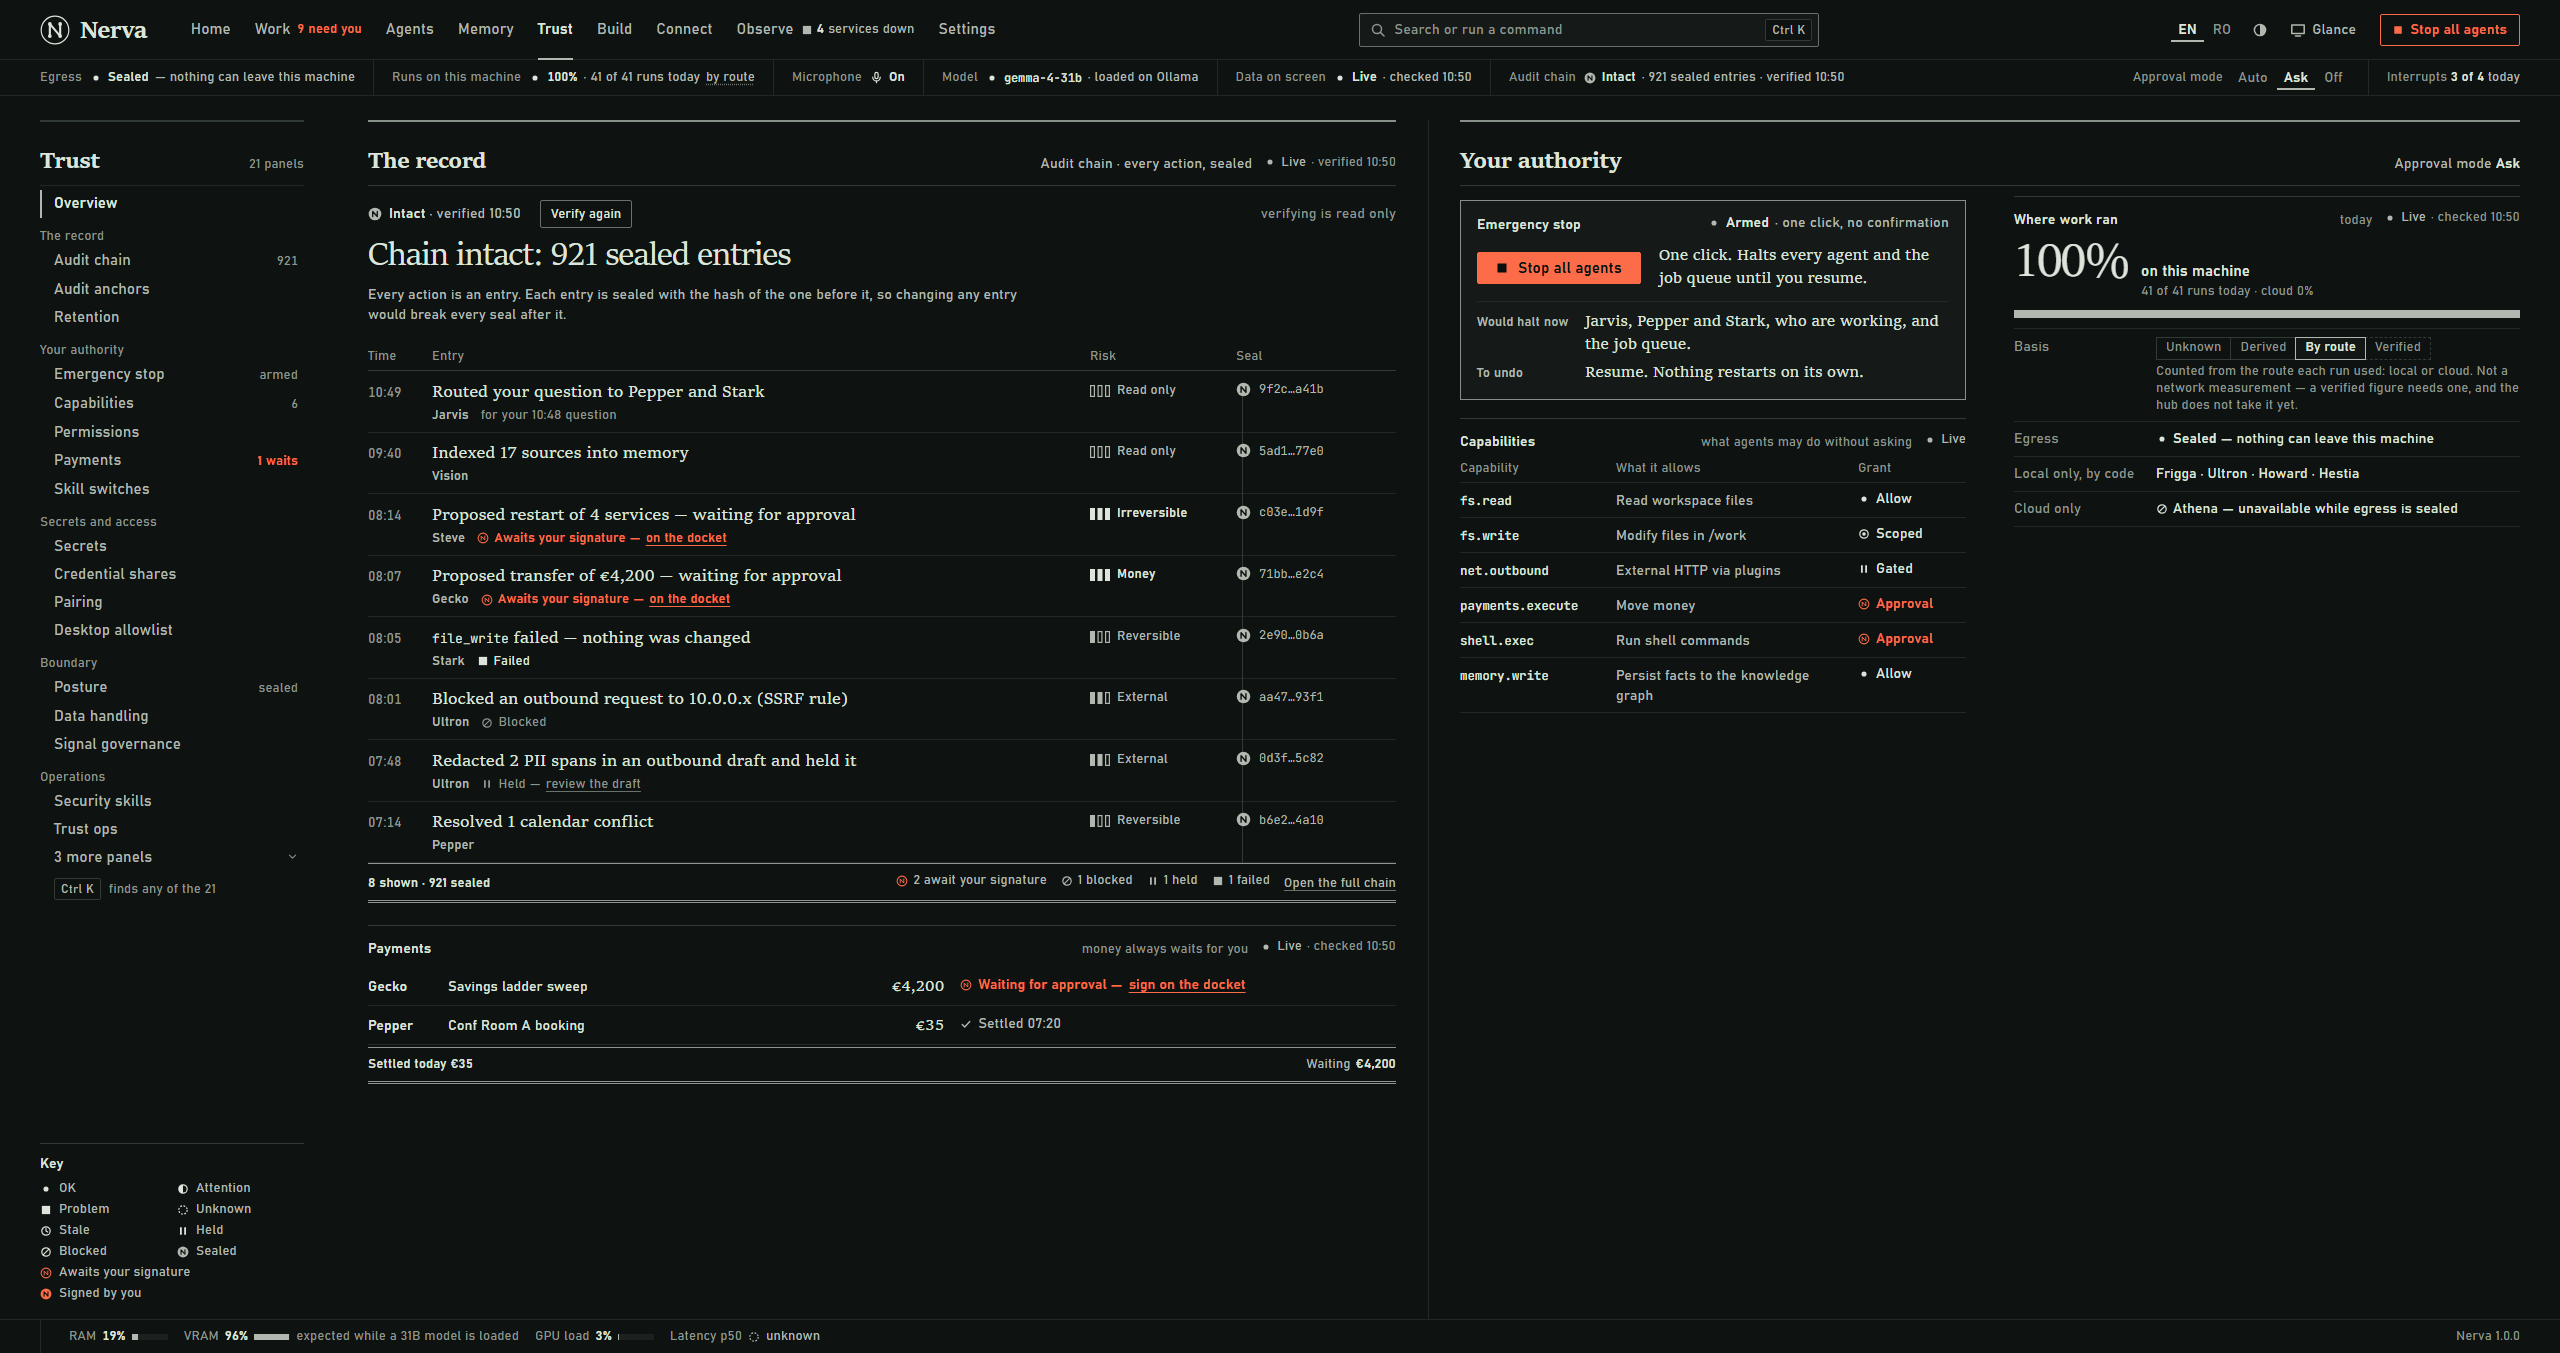 Nerva
Home
Work 9 need you
Agents
Memory
Trust
Build
Connect
Observe 4 services down
Settings
Search or run a command
Ctrl K
EN RO
Glance
Stop all agents
Egress Sealed — nothing can leave this machine
Runs on this machine 100% · 41 of 41 runs today by route
Microphone On
Model gemma-4-31b · loaded on Ollama
Data on screen Live · checked 10:50
Audit chain Intact · 921 sealed entries · verified 10:50
Approval mode Auto Ask Off
Interrupts 3 of 4 today
Trust
21 panels
Overview
The record
Audit chain 921
Audit anchors
Retention
Your authority
Emergency stop armed
Capabilities 6
Permissions
Payments 1 waits
Skill switches
Secrets and access
Secrets
Credential shares
Pairing
Desktop allowlist
Boundary
Posture sealed
Data handling
Signal governance
Operations
Security skills
Trust ops
3 more panels
Ctrl K finds any of the 21
Key
OK
Attention
Problem
Unknown
Stale
Held
Blocked
Sealed
Awaits your signature
Signed by you
The record
Audit chain · every action, sealed Live · verified 10:50
Intact · verified 10:50 Verify again
verifying is read only
Chain intact: 921 sealed entries
Every action is an entry. Each entry is sealed with the hash of the one before it, so changing any entry
would break every seal after it.
Time Entry Risk Seal
10:49 Routed your question to Pepper and Stark Read only 9f2c…a41b
Jarvis for your 10:48 question
09:40 Indexed 17 sources into memory Read only 5ad1…77e0
Vision
08:14 Proposed restart of 4 services — waiting for approval Irreversible c03e…1d9f
Steve Awaits your signature — on the docket
08:07 Proposed transfer of €4,200 — waiting for approval Money 71bb…e2c4
Gecko Awaits your signature — on the docket
08:05 file_write failed — nothing was changed Reversible 2e90…0b6a
Stark Failed
08:01 Blocked an outbound request to 10.0.0.x (SSRF rule) External aa47…93f1
Ultron Blocked
07:48 Redacted 2 PII spans in an outbound draft and held it External 0d3f…5c82
Ultron Held — review the draft
07:14 Resolved 1 calendar conflict Reversible b6e2…4a10
Pepper
8 shown · 921 sealed 2 await your signature 1 blocked 1 held 1 failed Open the full chain
Payments
money always waits for you Live · checked 10:50
Gecko Savings ladder sweep €4,200 Waiting for approval — sign on the docket
Pepper Conf Room A booking €35 Settled 07:20
Settled today €35 Waiting €4,200
Your authority
Approval mode Ask
Emergency stop Armed · one click, no confirmation
Stop all agents
One click. Halts every agent and the
job queue until you resume.
Would halt now Jarvis, Pepper and Stark, who are working, and
the job queue.
To undo Resume. Nothing restarts on its own.
Capabilities what agents may do without asking Live
Capability What it allows Grant
fs.read Read workspace files Allow
fs.write Modify files in /work Scoped
net.outbound External HTTP via plugins Gated
payments.execute Move money Approval
shell.exec Run shell commands Approval
memory.write Persist facts to the knowledge Allow
graph
Where work ran today Live · checked 10:50
100% on this machine
41 of 41 runs today · cloud 0%
Basis Unknown Derived By route Verified
Counted from the route each run used: local or cloud. Not a
network measurement — a verified figure needs one, and the
hub does not take it yet.
Egress Sealed — nothing can leave this machine
Local only, by code Frigga · Ultron · Howard · Hestia
Cloud only Athena — unavailable while egress is sealed
RAM 19% VRAM 96% expected while a 31B model is loaded GPU load 3% Latency p50 unknown
Nerva 1.0.0